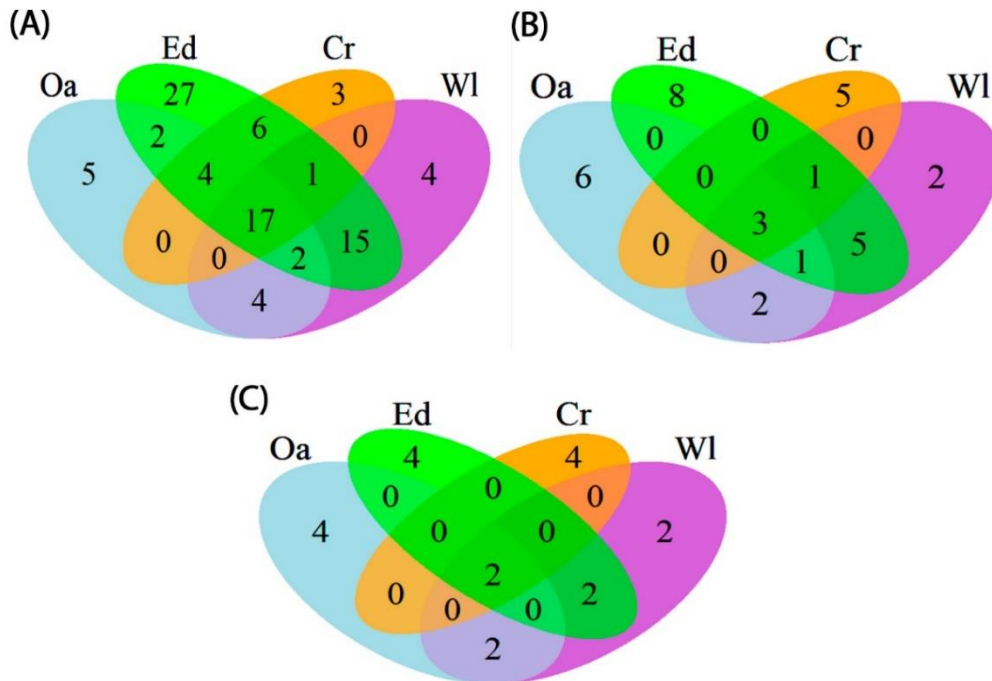 (A)
Ed Cr
Oa Wl
27 3
2 6 0
5 4 1 4
17
0 0 2 15
4
(B)
Ed Cr
Oa Wl
8 5
0 0 0
6 0 1 2
3
0 0 1 5
2
(C)
Ed Cr
Oa Wl
4 4
0 0 0
4 0 0 2
2
0 0 0 2
2